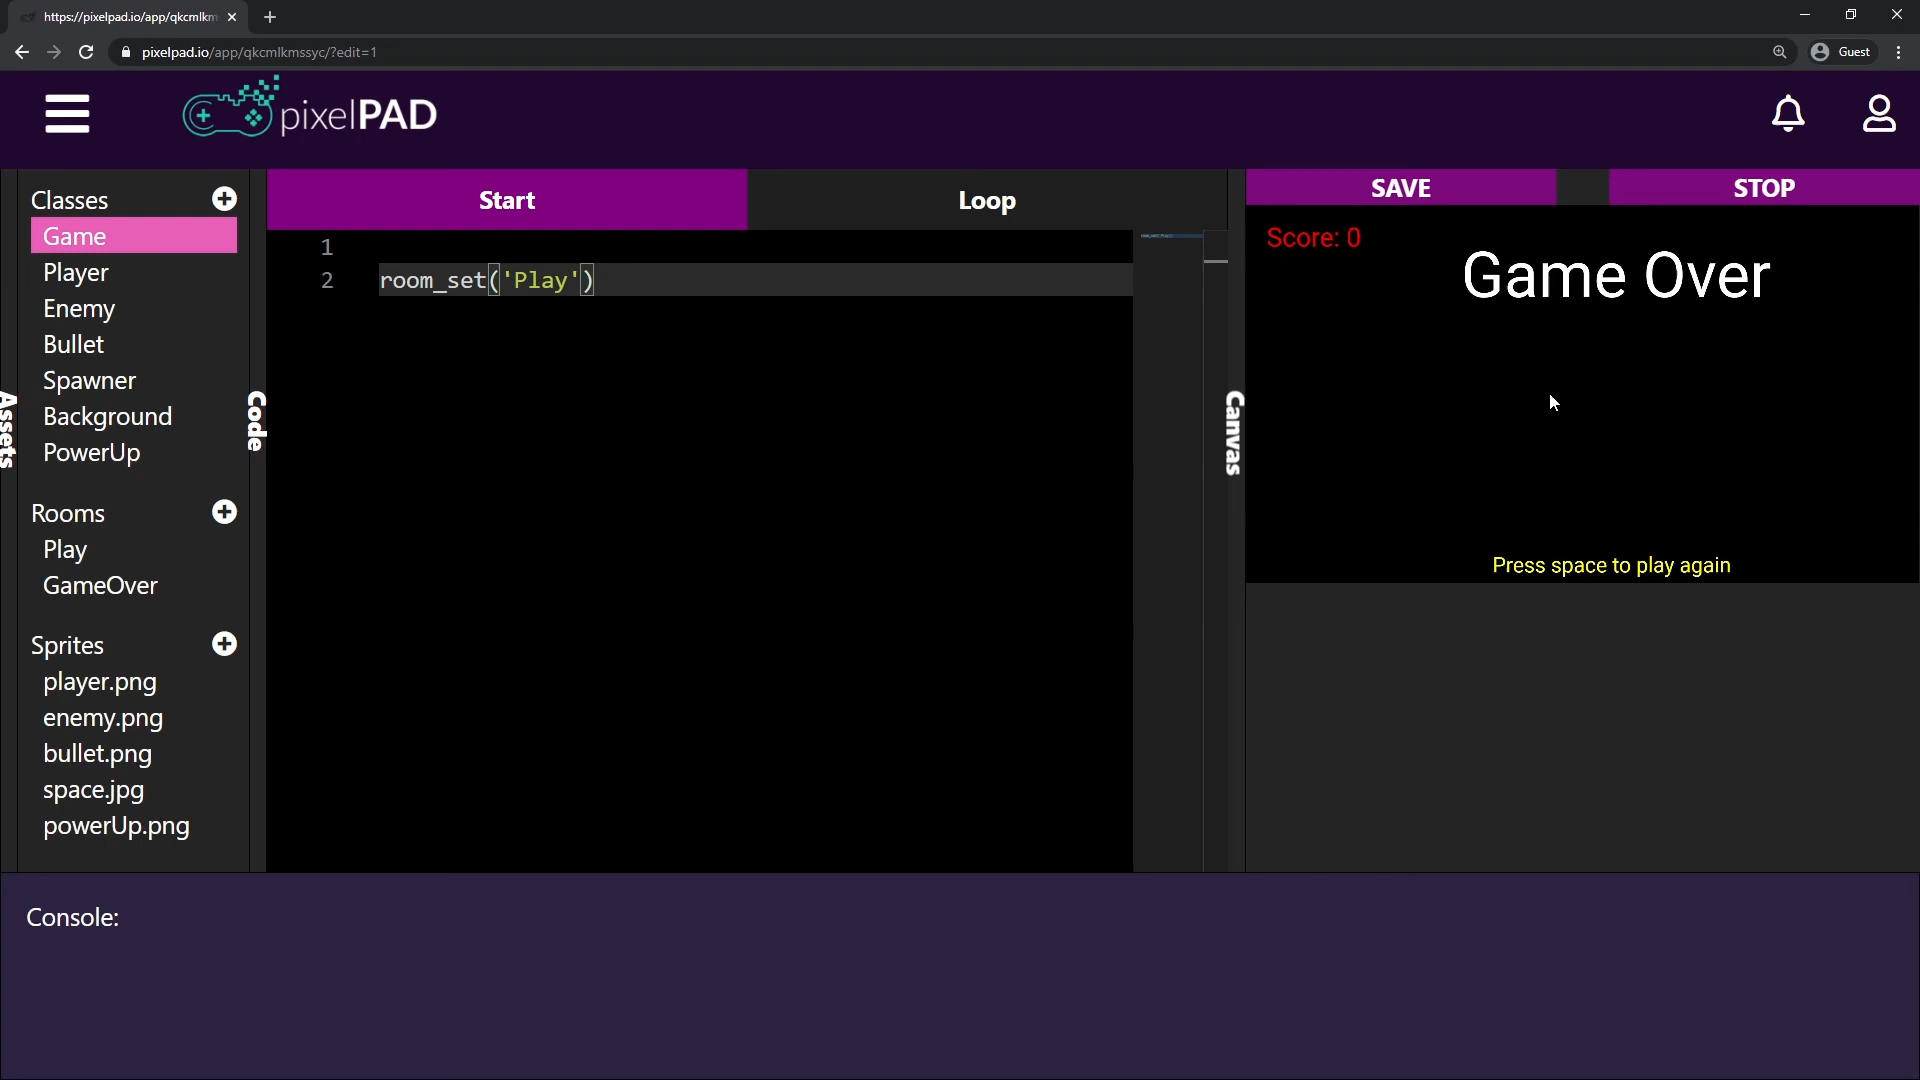 https://pixelpad.io/app/qkcmlkm
pixelpad.io/app/qkcmlkmssyc/?edit=1
Guest
pixelPAD
Classes
Game
Player
Enemy
Bullet
Spawner
Background
PowerUp
Rooms
Play
GameOver
Sprites
player.png
enemy.png
bullet.png
space.jpg
powerUp.png
Assets
Code
Start
Loop
1
2 room_set('Play')
Canvas
SAVE
STOP
Score: 0
Game Over
Press space to play again
Console: